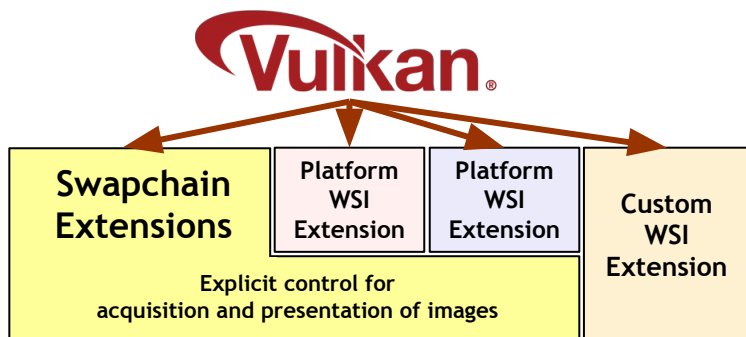 Vulkan®
Swapchain
Extensions
Platform
WSI
Extension
Platform
WSI
Extension
Custom
WSI
Extension
Explicit control for
acquisition and presentation of images